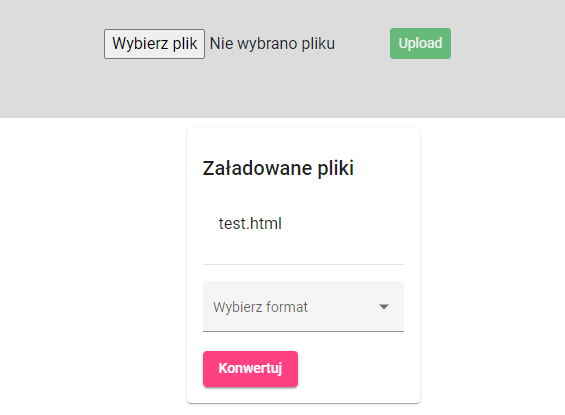 Wybierz plik Nie wybrano pliku Upload
Załadowane pliki
test.html
Wybierz format
Konwertuj